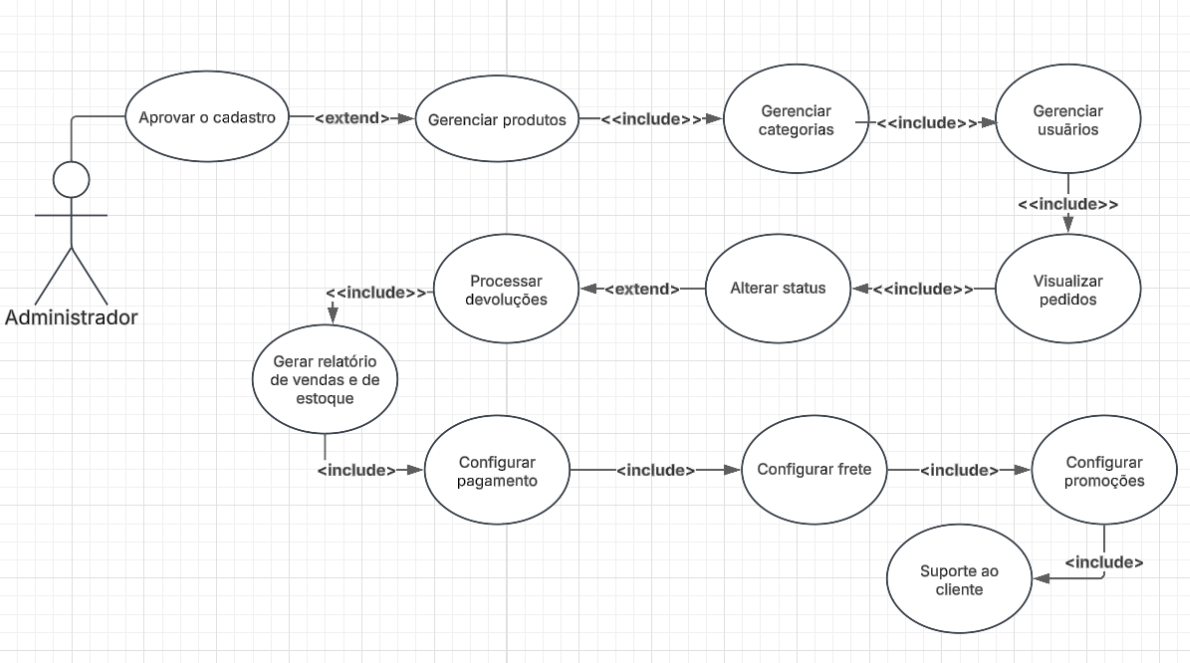 Aprovar o cadastro
<extend>
Gerenciar produtos
<<include>>
Gerenciar
categorias
<<include>>
Gerenciar
usuários
<<include>>
Administrador
Visualizar
pedidos
<<include>>
Alterar status
<extend>
Processar
devoluções
<<include>>
Gerar relatório
de vendas e de
estoque
<include>
Configurar
pagamento
<include>
Configurar frete
<include>
Configurar
promoções
<include>
Suporte ao
cliente